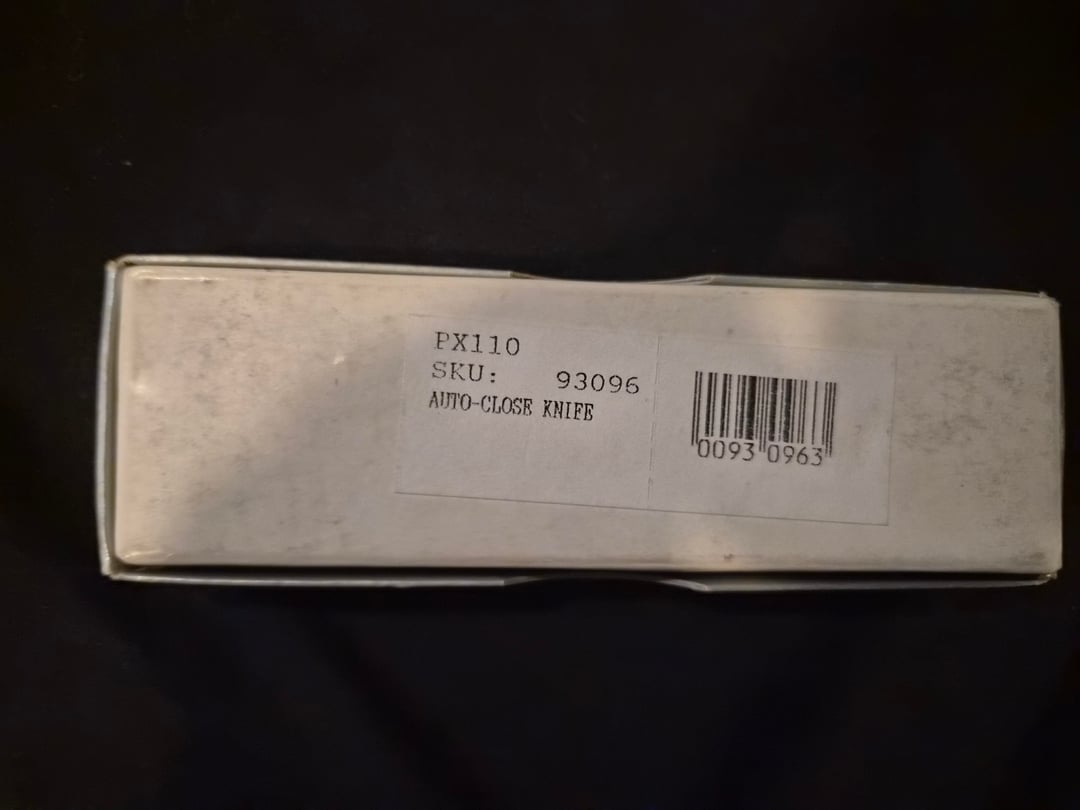 PX110
SKU: 93096
AUTO-CLOSE KNIFE
0093 0963